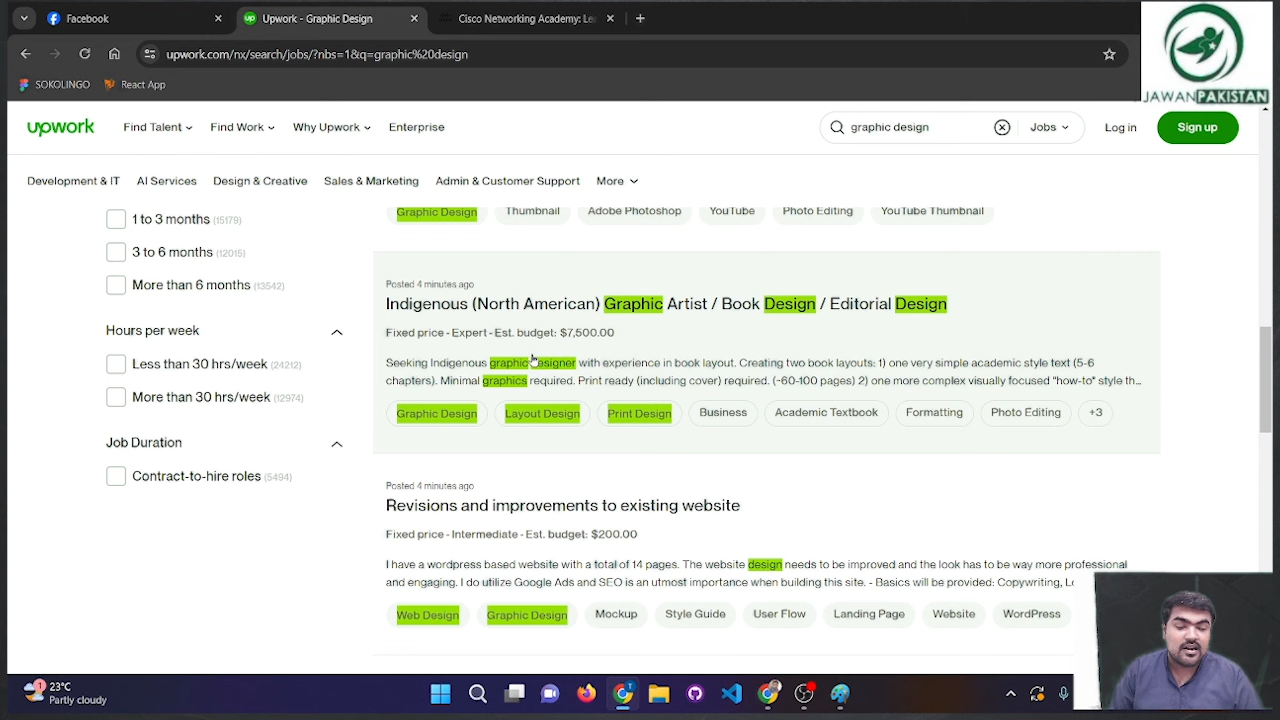 Facebook
Upwork - Graphic Design
Cisco Networking Academy: Le
upwork.com/nx/search/jobs/?nbs=1&q=graphic%20design
SOKOLINGO
React App
JAWANPAKISTAN
upwork
Find Talent
Find Work
Why Upwork
Enterprise
graphic design
Jobs
Log in
Sign up
Development & IT
AI Services
Design & Creative
Sales & Marketing
Admin & Customer Support
More
1 to 3 months (15179)
3 to 6 months (12015)
More than 6 months (13542)
Hours per week
Less than 30 hrs/week (24212)
More than 30 hrs/week (12974)
Job Duration
Contract-to-hire roles (5494)
Graphic Design
Thumbnail
Adobe Photoshop
YouTube
Photo Editing
YouTube Thumbnail
Posted 4 minutes ago
Indigenous (North American) Graphic Artist / Book Design / Editorial Design
Fixed price - Expert - Est. budget: $7,500.00
Seeking Indigenous graphic designer with experience in book layout. Creating two book layouts: 1) one very simple academic style text (5-6
chapters). Minimal graphics required. Print ready (including cover) required. (~60-100 pages) 2) one more complex visually focused "how-to" style th...
Graphic Design
Layout Design
Print Design
Business
Academic Textbook
Formatting
Photo Editing
+3
Posted 4 minutes ago
Revisions and improvements to existing website
Fixed price - Intermediate - Est. budget: $200.00
I have a wordpress based website with a total of 14 pages. The website design needs to be improved and the look has to be way more professional
and engaging. I do utilize Google Ads and SEO is an utmost importance when building this site. - Basics will be provided: Copywriting,
Web Design
Graphic Design
Mockup
Style Guide
User Flow
Landing Page
Website
WordPress
23°C
Partly cloudy